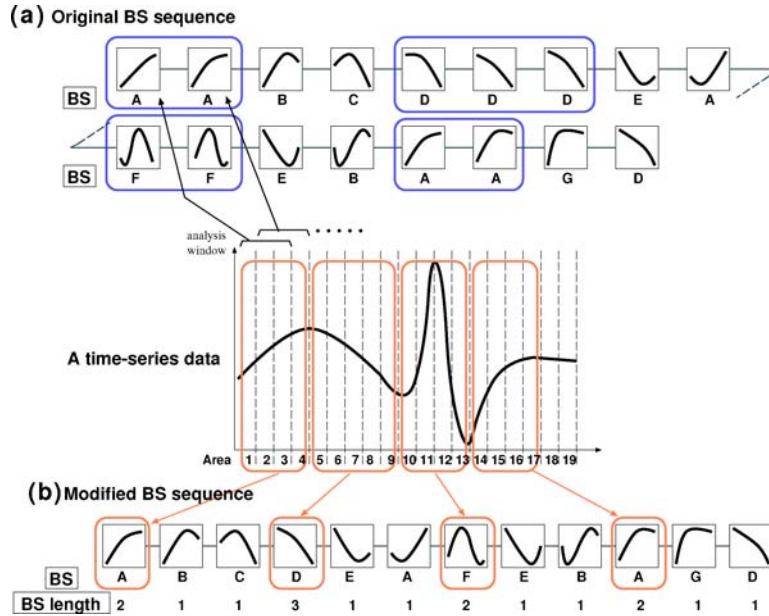 (a) Original BS sequence
BS A A B C D D D E A
BS F F E B A A G D
analysis
window
A time-series data
Area 1 2 3 4 5 6 7 8 9 10 11 12 13 14 15 16 17 18 19
(b) Modified BS sequence
BS A B C D E A F E B A G D
BS length 2 1 1 3 1 1 2 1 1 2 1 1